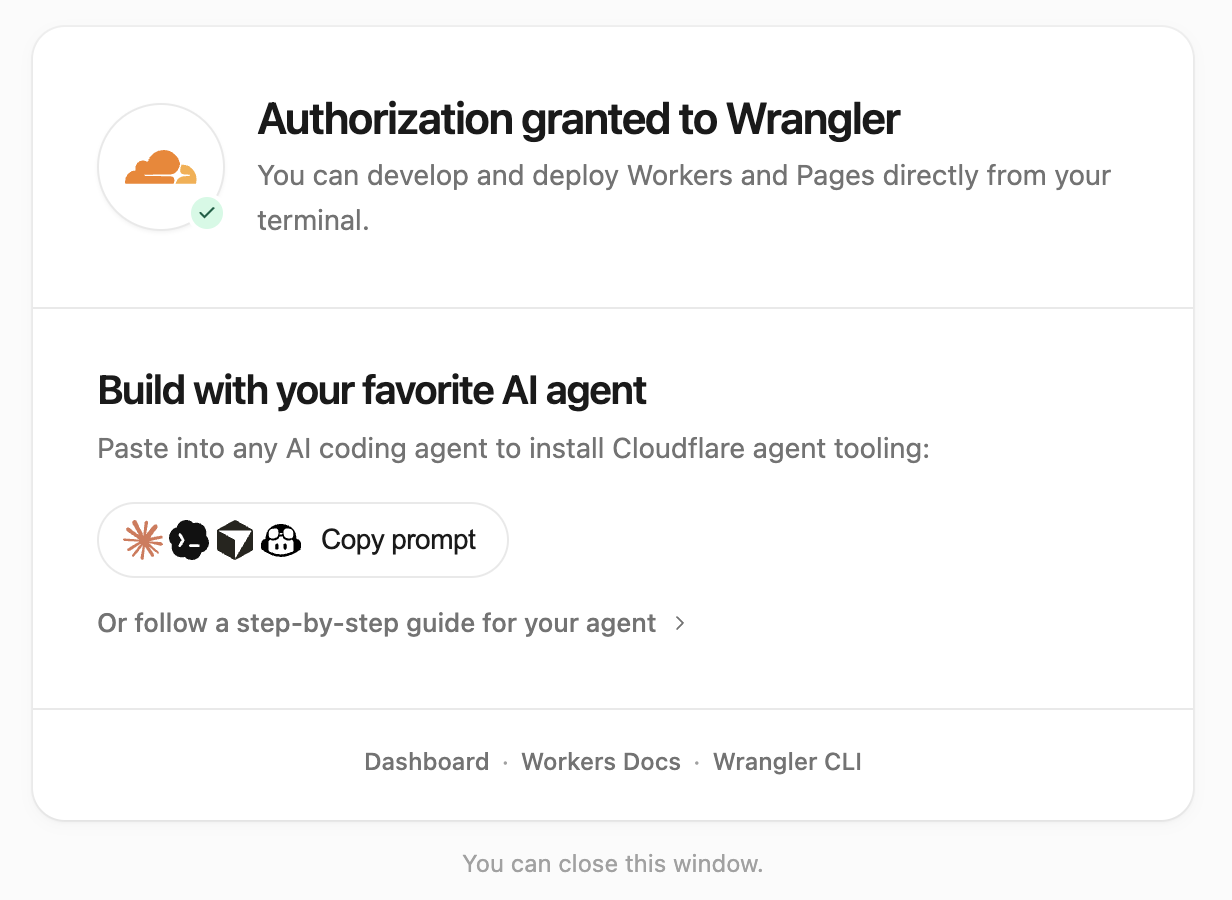 Authorization granted to Wrangler
You can develop and deploy Workers and Pages directly from your
terminal.
Build with your favorite AI agent
Paste into any AI coding agent to install Cloudflare agent tooling:
Copy prompt
Or follow a step-by-step guide for your agent >
Dashboard · Workers Docs · Wrangler CLI
You can close this window.